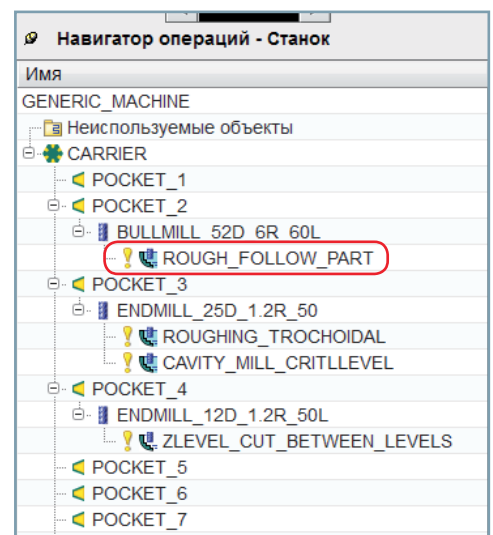 Навигатор операций - Станок
Имя
GENERIC_MACHINE
Неиспользуемые объекты
CARRIER
POCKET_1
POCKET_2
BULLMILL_52D_6R_60L
ROUGH_FOLLOW_PART
POCKET_3
ENDMILL_25D_1.2R_50
ROUGHING_TROCHOIDAL
CAVITY_MILL_CRITLLEVEL
POCKET_4
ENDMILL_12D_1.2R_50L
ZLEVEL_CUT_BETWEEN_LEVELS
POCKET_5
POCKET_6
POCKET_7